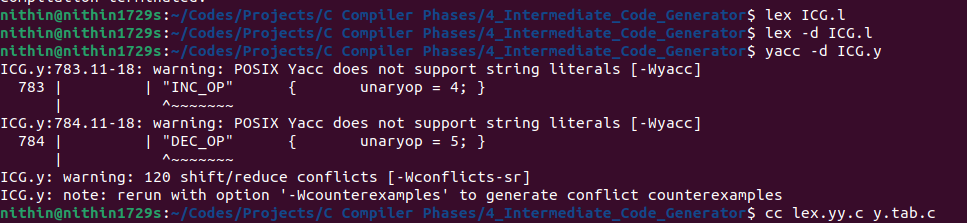 compilation terminated.
nithin@nithin1729s:~/Codes/Projects/C Compiler Phases/4_Intermediate_Code_Generator$ lex ICG.l
nithin@nithin1729s:~/Codes/Projects/C Compiler Phases/4_Intermediate_Code_Generator$ lex -d ICG.l
nithin@nithin1729s:~/Codes/Projects/C Compiler Phases/4_Intermediate_Code_Generator$ yacc -d ICG.y
ICG.y:783.11-18: warning: POSIX Yacc does not support string literals [-Wyacc]
  783 |         | "INC_OP"     {       unaryop = 4; }
      |           ^~~~~~~~
ICG.y:784.11-18: warning: POSIX Yacc does not support string literals [-Wyacc]
  784 |         | "DEC_OP"     {       unaryop = 5; }
      |           ^~~~~~~~
ICG.y: warning: 120 shift/reduce conflicts [-Wconflicts-sr]
ICG.y: note: rerun with option '-Wcounterexamples' to generate conflict counterexamples
nithin@nithin1729s:~/Codes/Projects/C Compiler Phases/4_Intermediate_Code_Generator$ cc lex.yy.c y.tab.c